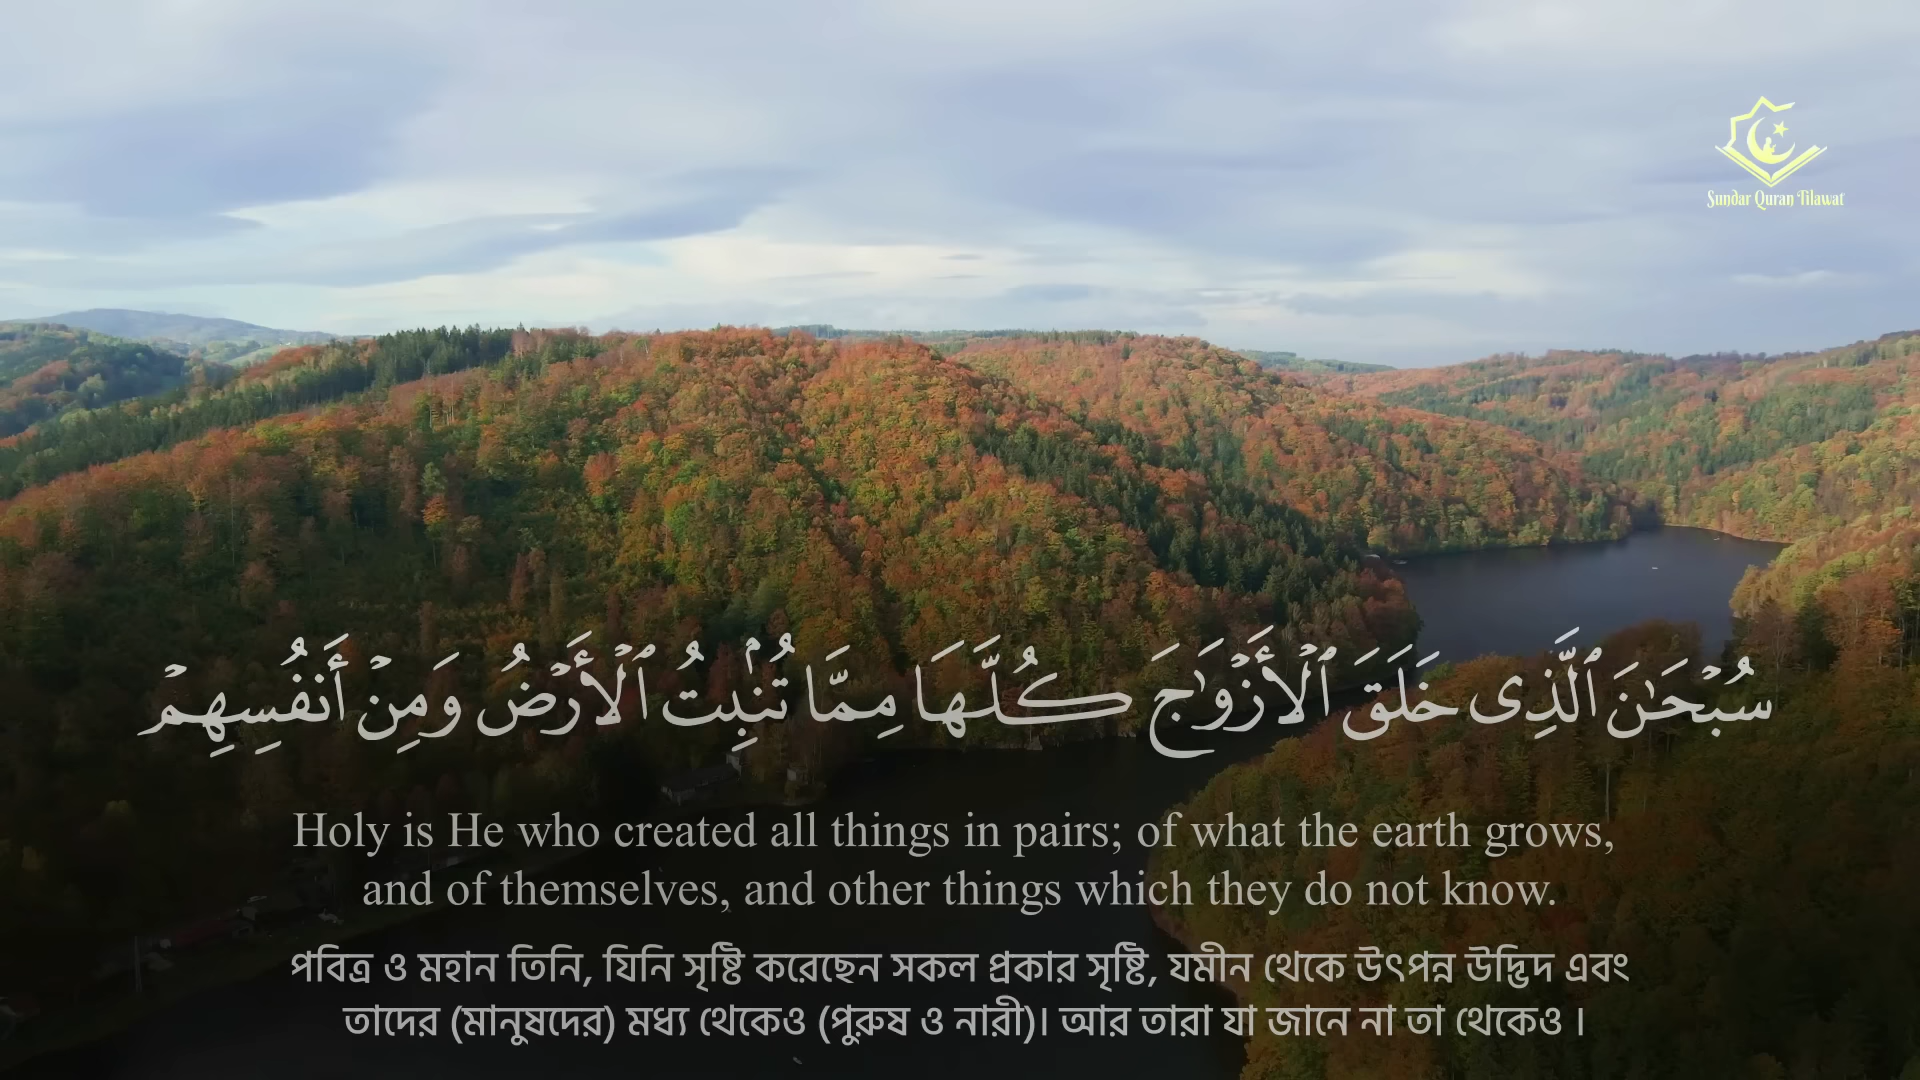 Sundar Quran Tilawat
سُبْحَـٰنَ ٱلَّذِى خَلَقَ ٱلْأَزْوَٰجَ كُلَّهَا مِمَّا تُنۢبِتُ ٱلْأَرْضُ وَمِنْ أَنفُسِهِمْ
Holy is He who created all things in pairs; of what the earth grows,
and of themselves, and other things which they do not know.
পবিত্র ও মহান তিনি, যিনি সৃষ্টি করেছেন সকল প্রকার সৃষ্টি, যমীন থেকে উৎপন্ন উদ্ভিদ এবং
তাদের (মানুষদের) মধ্য থেকেও (পুরুষ ও নারী)। আর তারা যা জানে না তা থেকেও ।